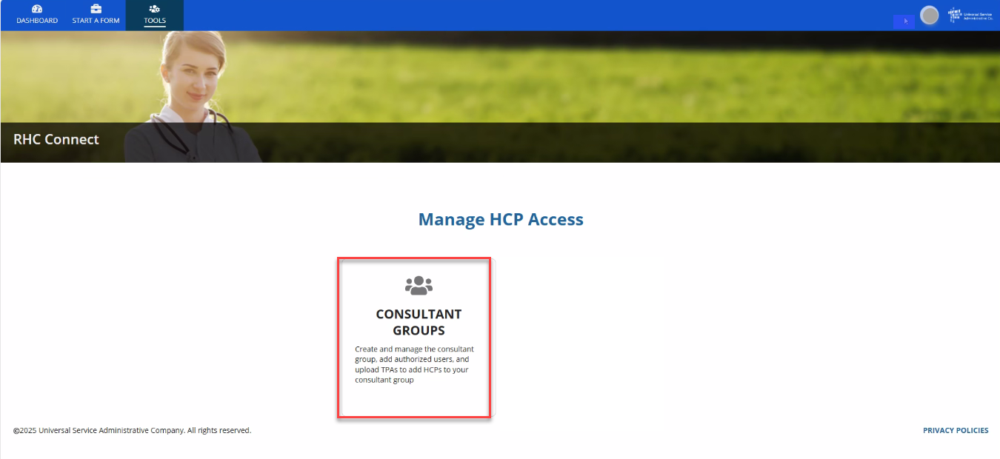 DASHBOARD
START A FORM
TOOLS
Universal Service
Administrative Co.
RHC Connect
Manage HCP Access
CONSULTANT
GROUPS
Create and manage the consultant
group, add authorized users, and
upload TPAs to add HCPs to your
consultant group
©2025 Universal Service Administrative Company. All rights reserved.
PRIVACY POLICIES